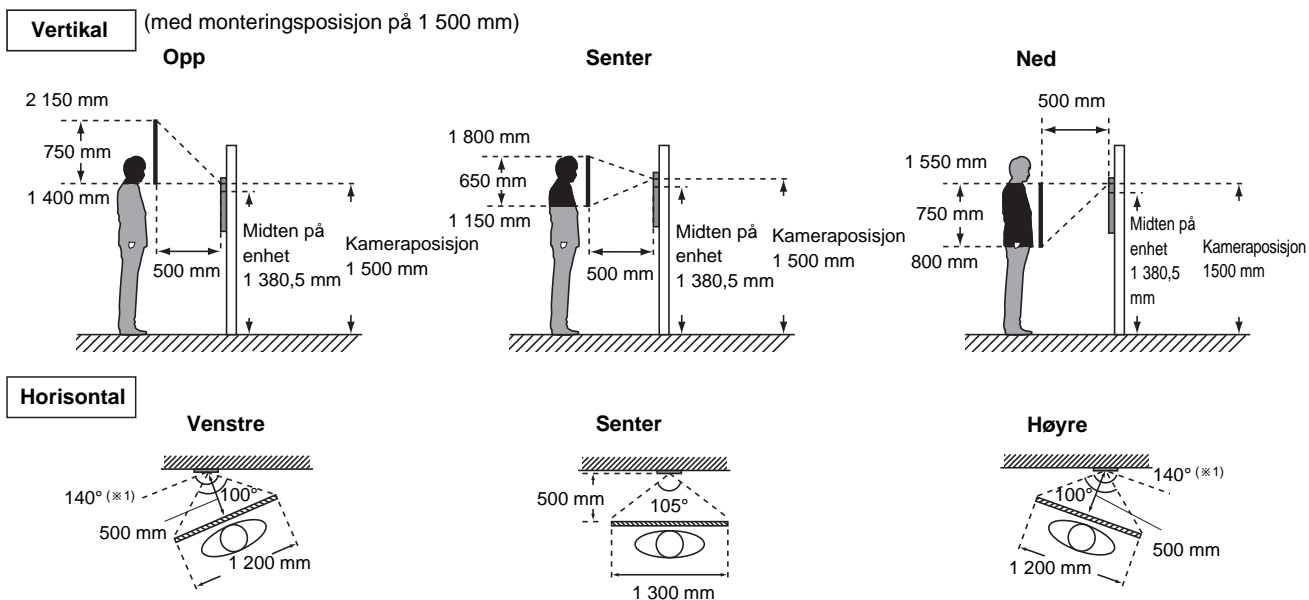 Vertikal
(med monteringsposisjon på 1 500 mm)
Opp
2 150 mm
750 mm
1 400 mm
500 mm
Midten på
enhet
1 380,5 mm
Kameraposisjon
1 500 mm
Senter
1 800 mm
650 mm
1 150 mm
500 mm
Midten på
enhet
1 380,5 mm
Kameraposisjon
1 500 mm
Ned
500 mm
1 550 mm
750 mm
800 mm
Midten på
enhet
1 380,5
mm
Kameraposisjon
1500 mm
Horisontal
Venstre
140° (※1)
100°
500 mm
1 200 mm
Senter
500 mm
105°
1 300 mm
Høyre
140° (※1)
100°
500 mm
1 200 mm